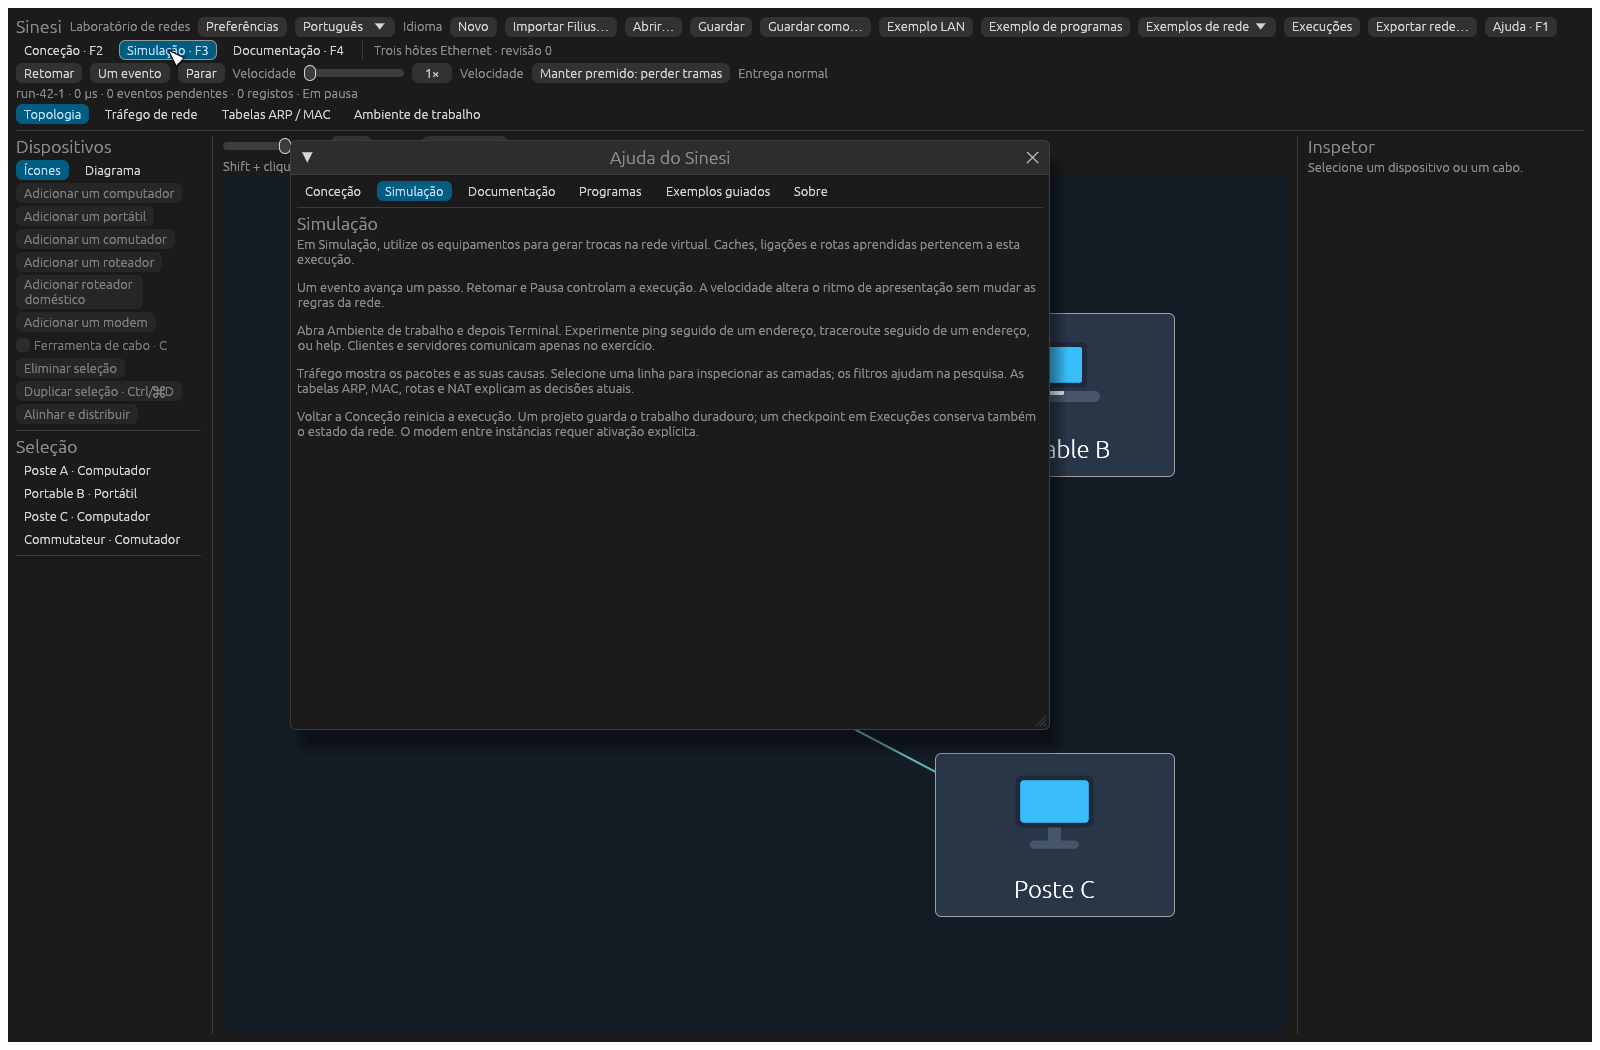 Sinesi Laboratório de redes Preferências Português Idioma Novo Importar Filius... Abrir... Guardar Guardar como... Exemplo LAN Exemplo de programas Exemplos de rede Execuções Exportar rede... Ajuda · F1
Conceção · F2 Simulação · F3 Documentação · F4 Trois hôtes Ethernet · revisão 0
Retomar Um evento Parar Velocidade 1× Velocidade Manter premido: perder tramas Entrega normal
run-42-1 · 0 µs · 0 eventos pendentes · 0 registos · Em pausa
Topologia Tráfego de rede Tabelas ARP / MAC Ambiente de trabalho
Dispositivos
Ícones Diagrama
Adicionar um computador
Adicionar um portátil
Adicionar um comutador
Adicionar um roteador
Adicionar roteador
doméstico
Adicionar um modem
Ferramenta de cabo · C
Eliminar seleção
Duplicar seleção · Ctrl/⌘D
Alinhar e distribuir
Seleção
Poste A · Computador
Portable B · Portátil
Poste C · Computador
Commutateur · Comutador
Shift + cliqu
Ajuda do Sinesi
Conceção Simulação Documentação Programas Exemplos guiados Sobre
Simulação
Em Simulação, utilize os equipamentos para gerar trocas na rede virtual. Caches, ligações e rotas aprendidas pertencem a esta
execução.
Um evento avança um passo. Retomar e Pausa controlam a execução. A velocidade altera o ritmo de apresentação sem mudar as
regras da rede.
Abra Ambiente de trabalho e depois Terminal. Experimente ping seguido de um endereço, traceroute seguido de um endereço,
ou help. Clientes e servidores comunicam apenas no exercício.
Tráfego mostra os pacotes e as suas causas. Selecione uma linha para inspecionar as camadas; os filtros ajudam na pesquisa. As
tabelas ARP, MAC, rotas e NAT explicam as decisões atuais.
Voltar a Conceção reinicia a execução. Um projeto guarda o trabalho duradouro; um checkpoint em Execuções conserva também
o estado da rede. O modem entre instâncias requer ativação explícita.
able B
Poste C
Inspetor
Selecione um dispositivo ou um cabo.